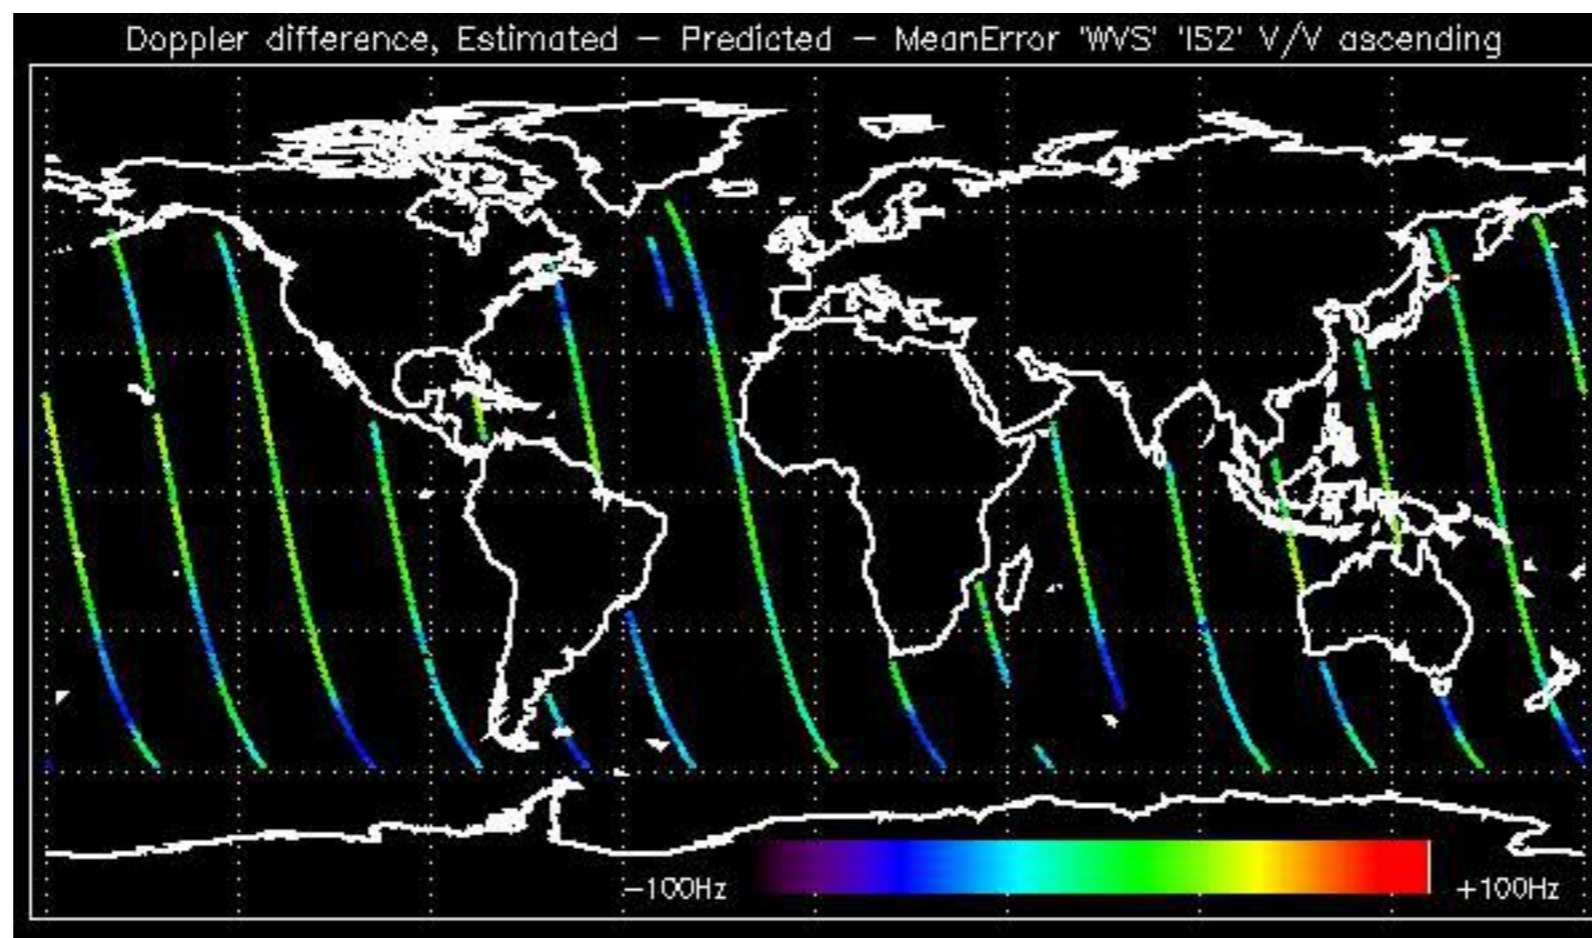 Doppler difference, Estimated - Predicted - MeanError 'WVS' 'IS2' V/V ascending
-100Hz
+100Hz